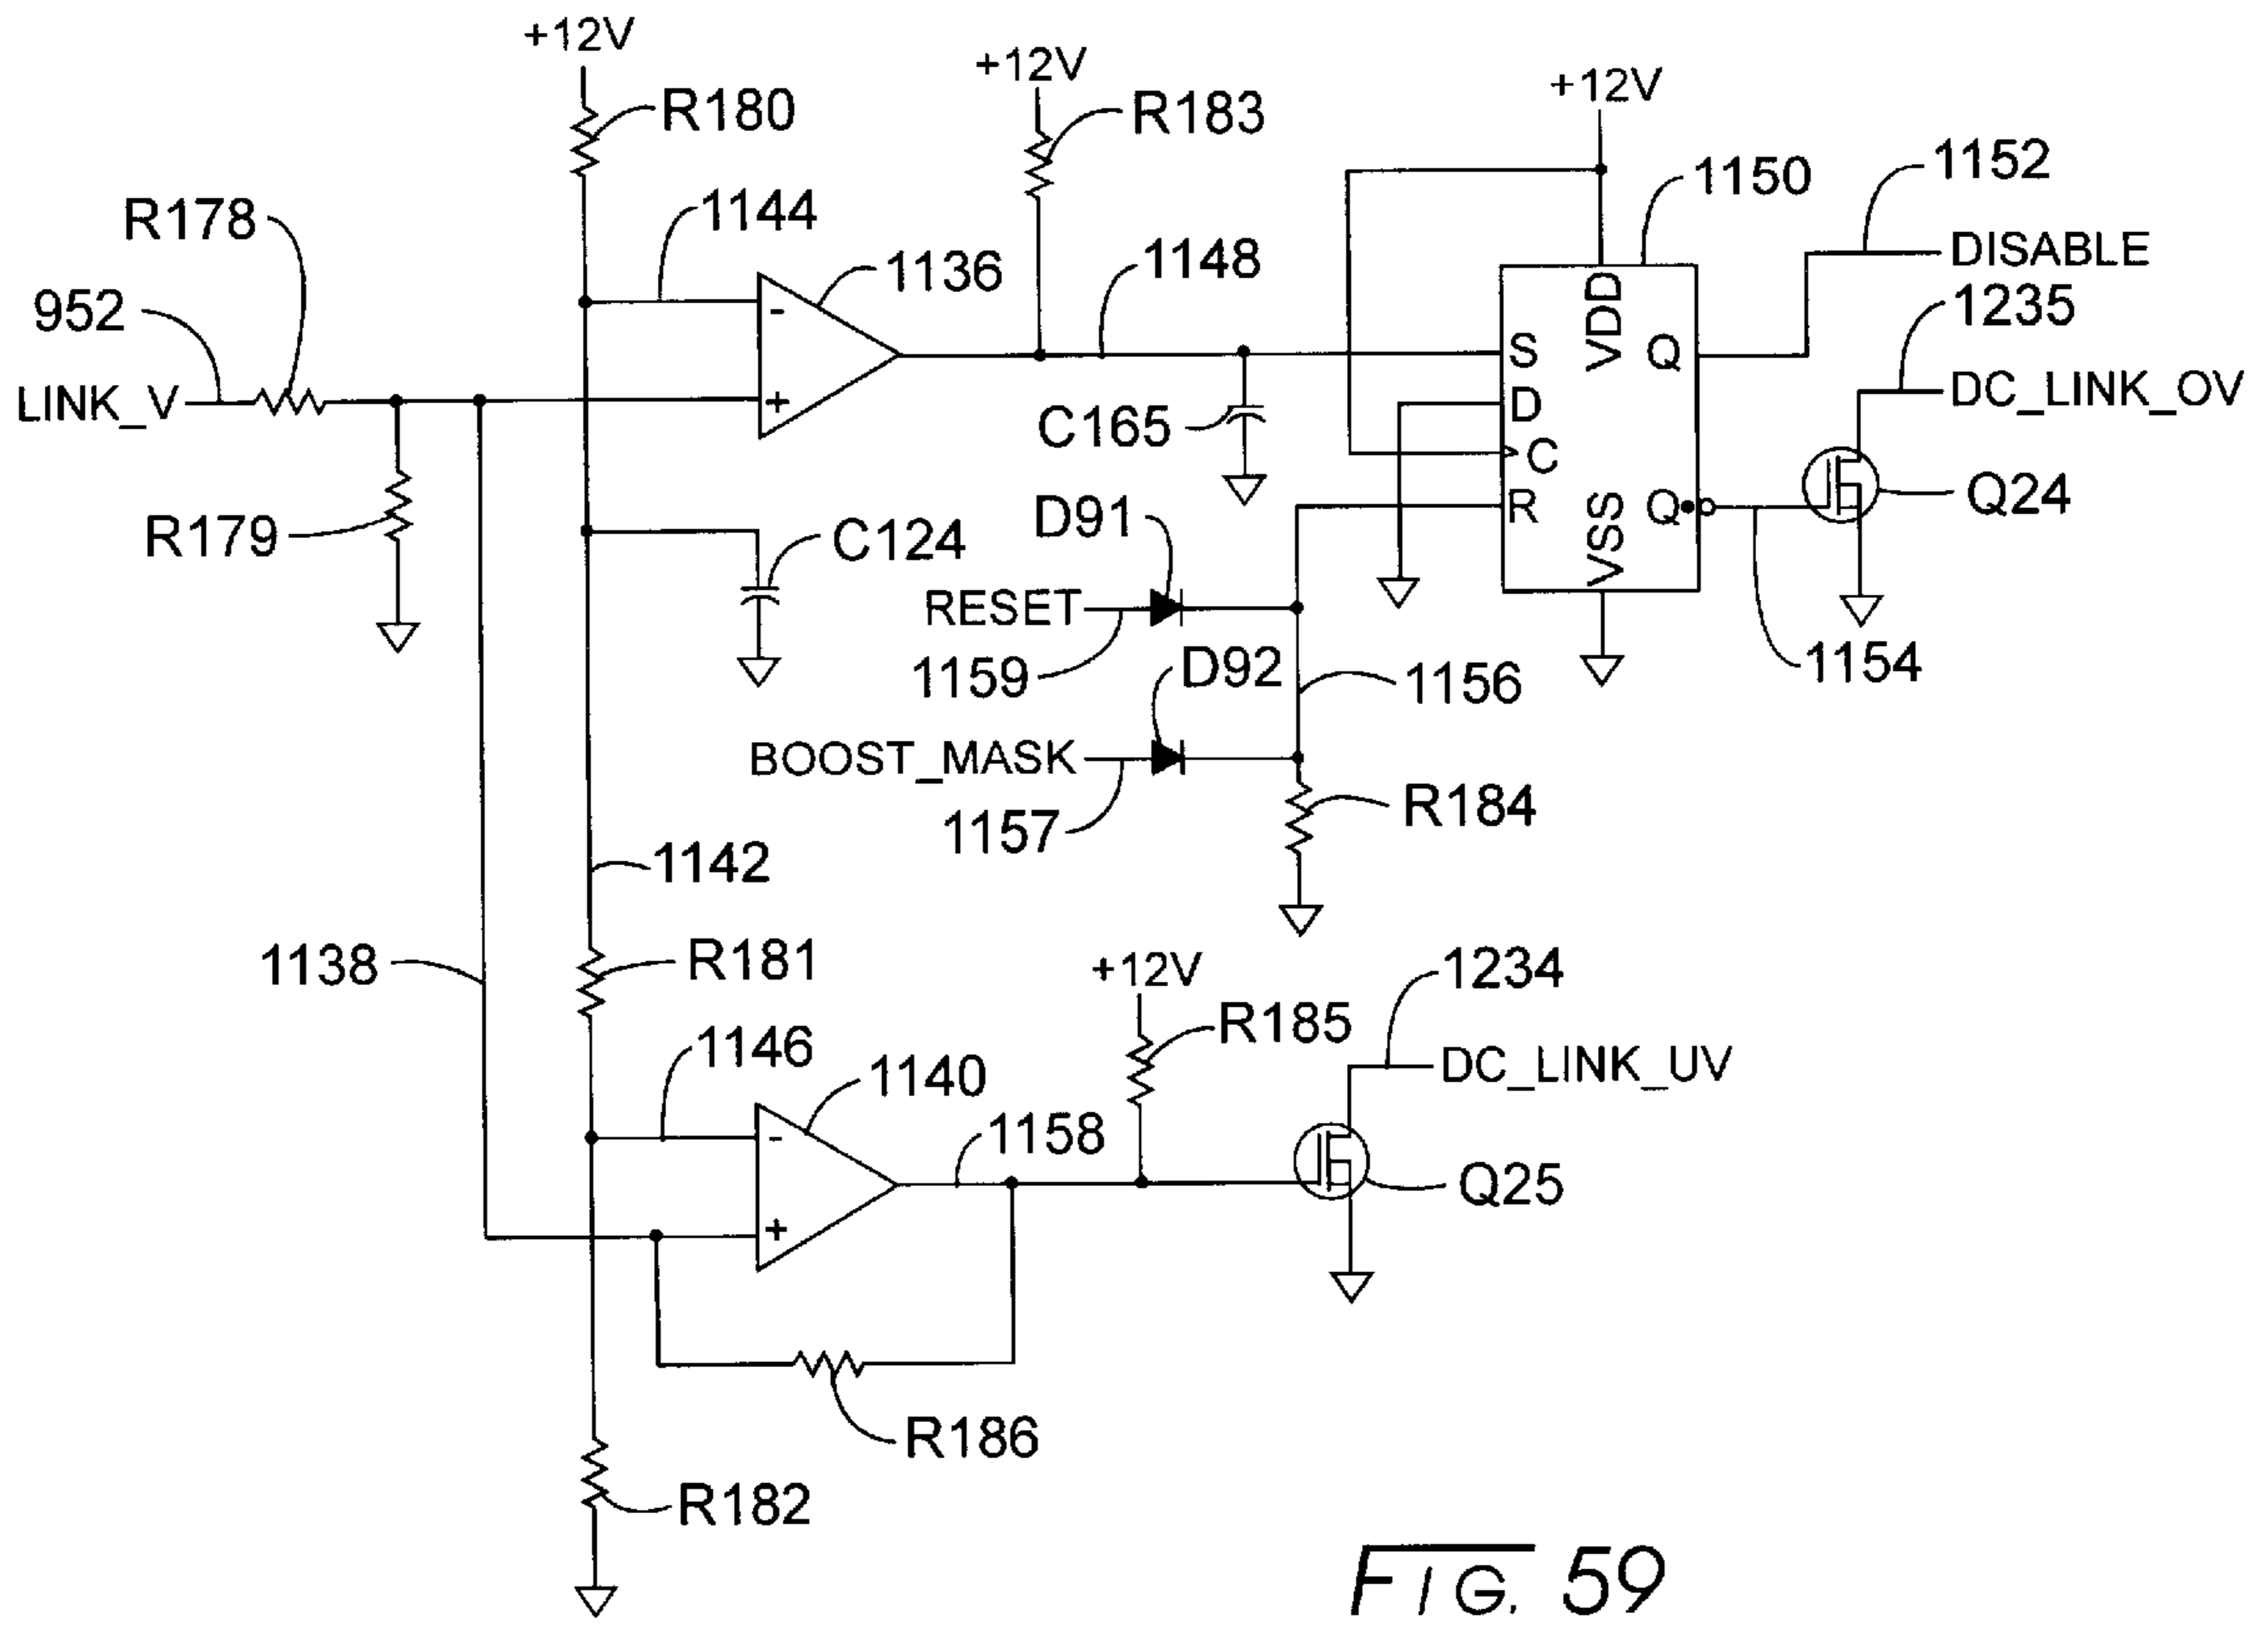 +12V
+12V
+12V
R180
R183
1150
1152
R178
1144
1136
1148
DISABLE
1235
952
VDD
S
Q
LINK_V
D
DC_LINK_OV
C165
C
Q24
R179
D91
R
Q
C124
VSS
RESET
1159
D92
1156
1154
BOOST_MASK
1157
R184
1142
1138
R181
+12V
1234
R185
1146
1140
DC_LINK_UV
1158
Q25
R186
R182
FIG. 59
-
+
-
+